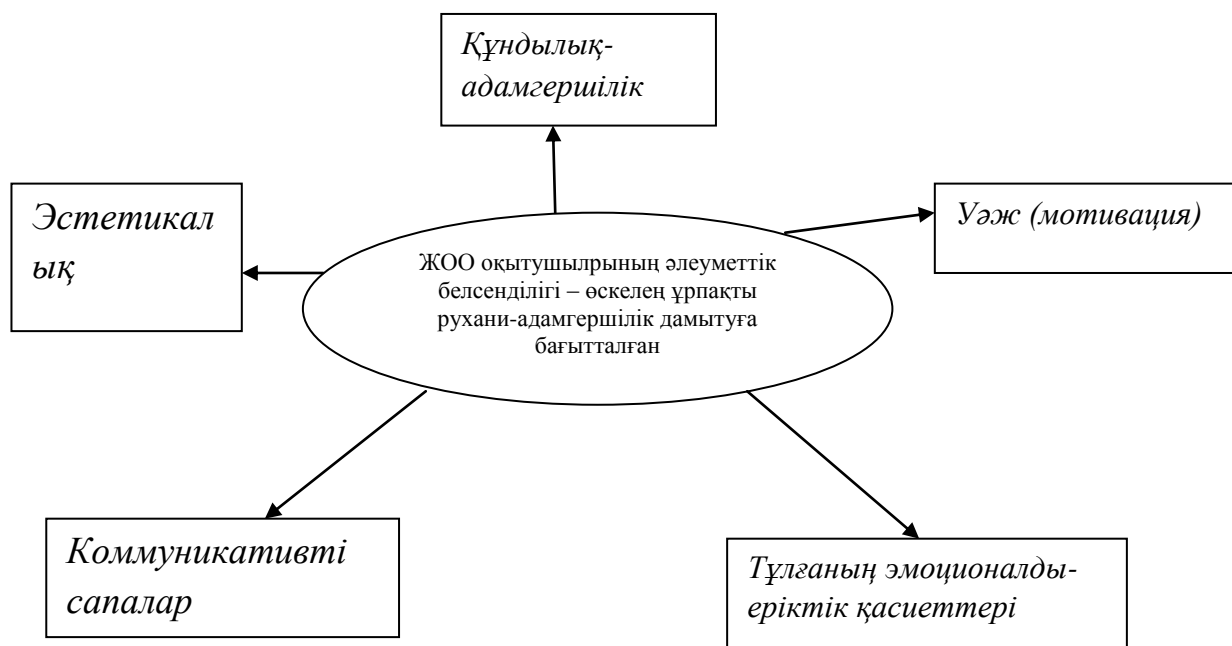 Құндылық-
адамгершілік
Эстетикал
ық
Уәж (мотивация)
ЖОО оқытушылрының әлеуметтік
белсенділігі – өскелең ұрпақты
рухани-адамгершілік дамытуға
бағытталған
Коммуникативті
сапалар
Тұлғаның эмоционалды-
еріктік қасиеттері